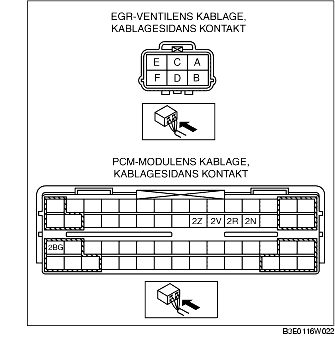 EGR-VENTILENS KABLAGE,
KABLAGESIDANS KONTAKT
E C A
F D B
PCM-MODULENS KABLAGE,
KABLAGESIDANS KONTAKT
2Z 2V 2R 2N
2BG
B3E0116W022